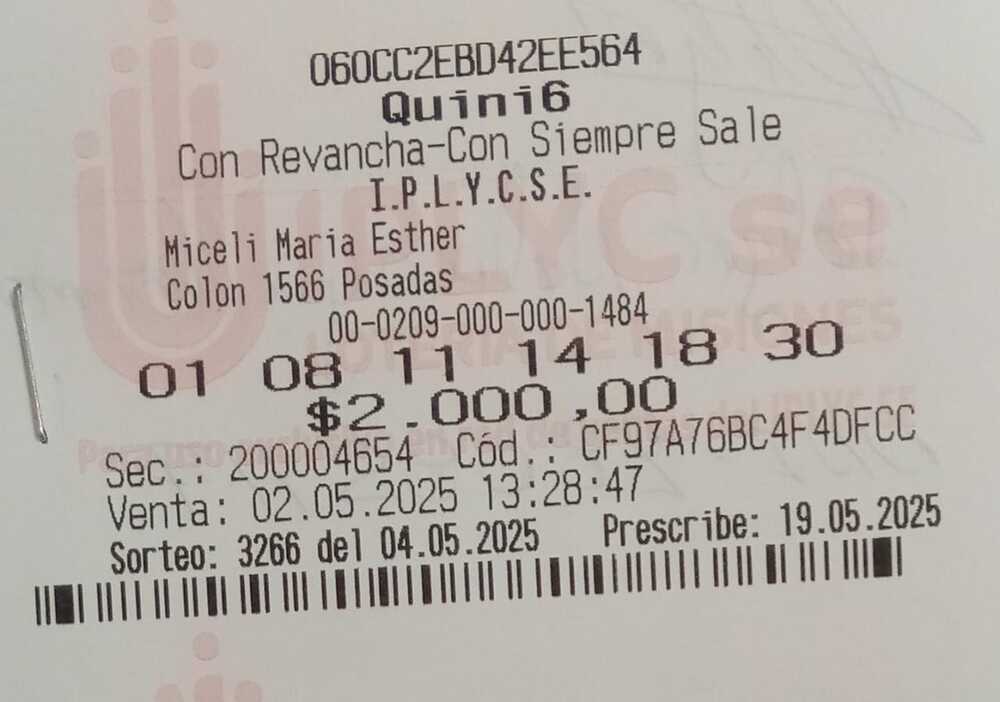 060CC2EBD42EE564
Quini6
Con Revancha-Con Siempre Sale
I.P.L.Y.C.S.E.
Miceli Maria Esther
Colon 1566 Posadas
00-0209-000-000-1484
01 08 11 14 18 30
$2.000,00
Sec.: 200004654 Cód.: CF97A76BC4F4DFCC
Venta: 02.05.2025 13:28:47
Sorteo: 3266 del 04.05.2025 Prescribe: 19.05.2025